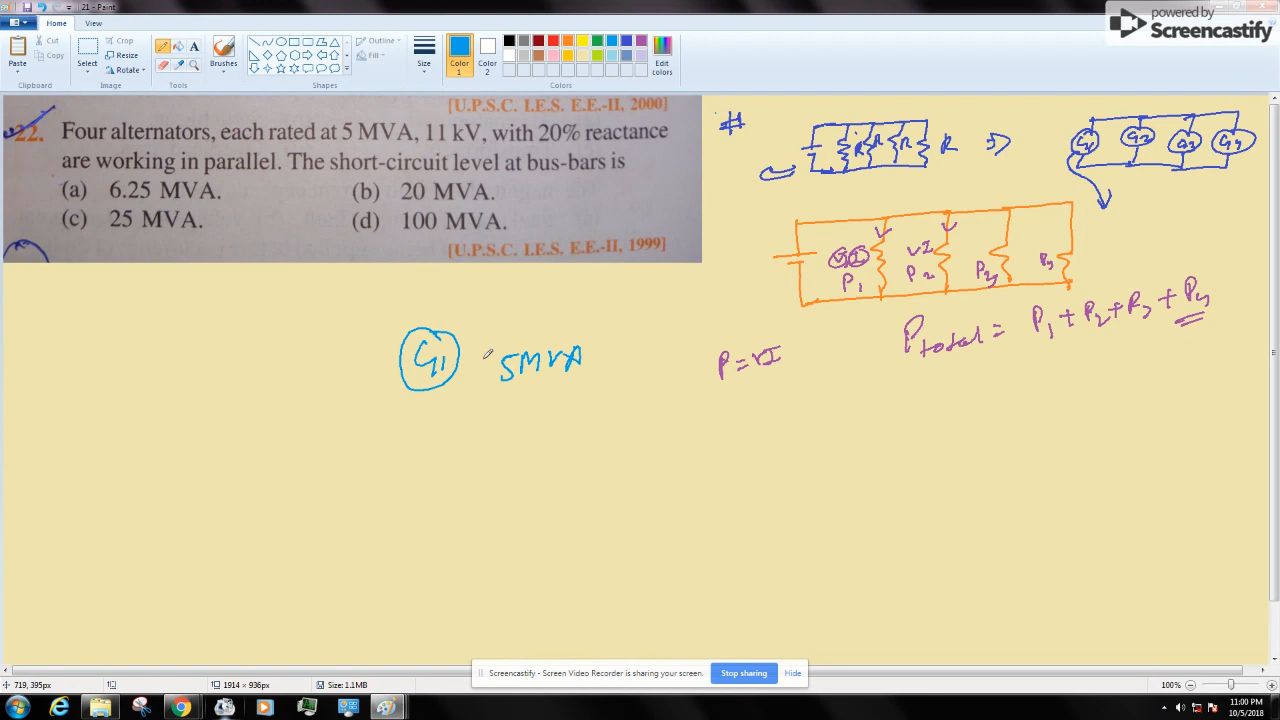 21 - Paint
powered by
Screencastify
Home
View
Cut
Copy
Paste
Clipboard
Crop
Resize
Rotate
Select
Image
A
Tools
Brushes
Shapes
Outline
Fill
Size
Color 1
Color 2
Edit colors
Colors
[U.P.S.C. I.E.S. E.E.-II, 2000]
22. Four alternators, each rated at 5 MVA, 11 kV, with 20% reactance
are working in parallel. The short-circuit level at bus-bars is
(a) 6.25 MVA. (b) 20 MVA.
(c) 25 MVA. (d) 100 MVA.
[U.P.S.C. I.E.S. E.E.-II, 1999]
#
R R R R ⇒ G1 G2 G3 G4
VI
P1 P2 P3 P4
Ptotal = P1 + P2 + P3 + P4
G1 5MVA
P = VI
Screencastify - Screen Video Recorder is sharing your screen.
Stop sharing
Hide
719, 395px
1914 × 936px
Size: 1.1MB
100%
11:00 PM
10/5/2018